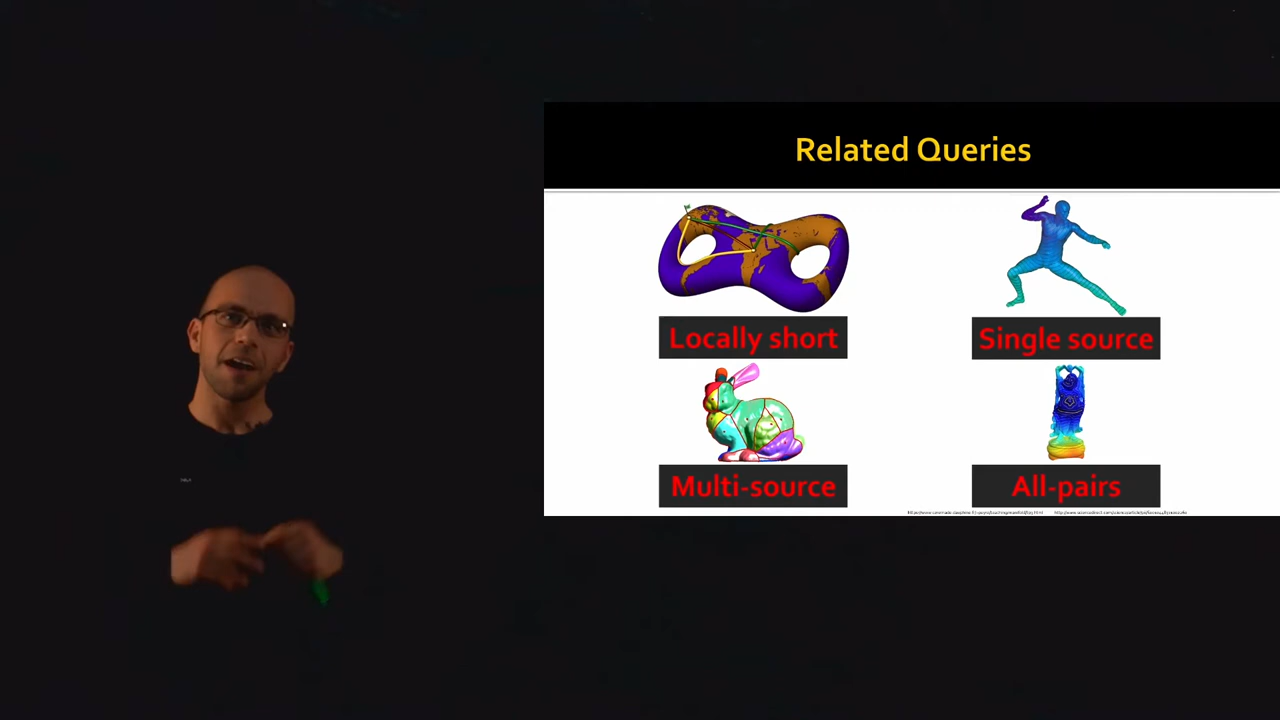 Related Queries
Locally short
Single source
Multi-source
All-pairs